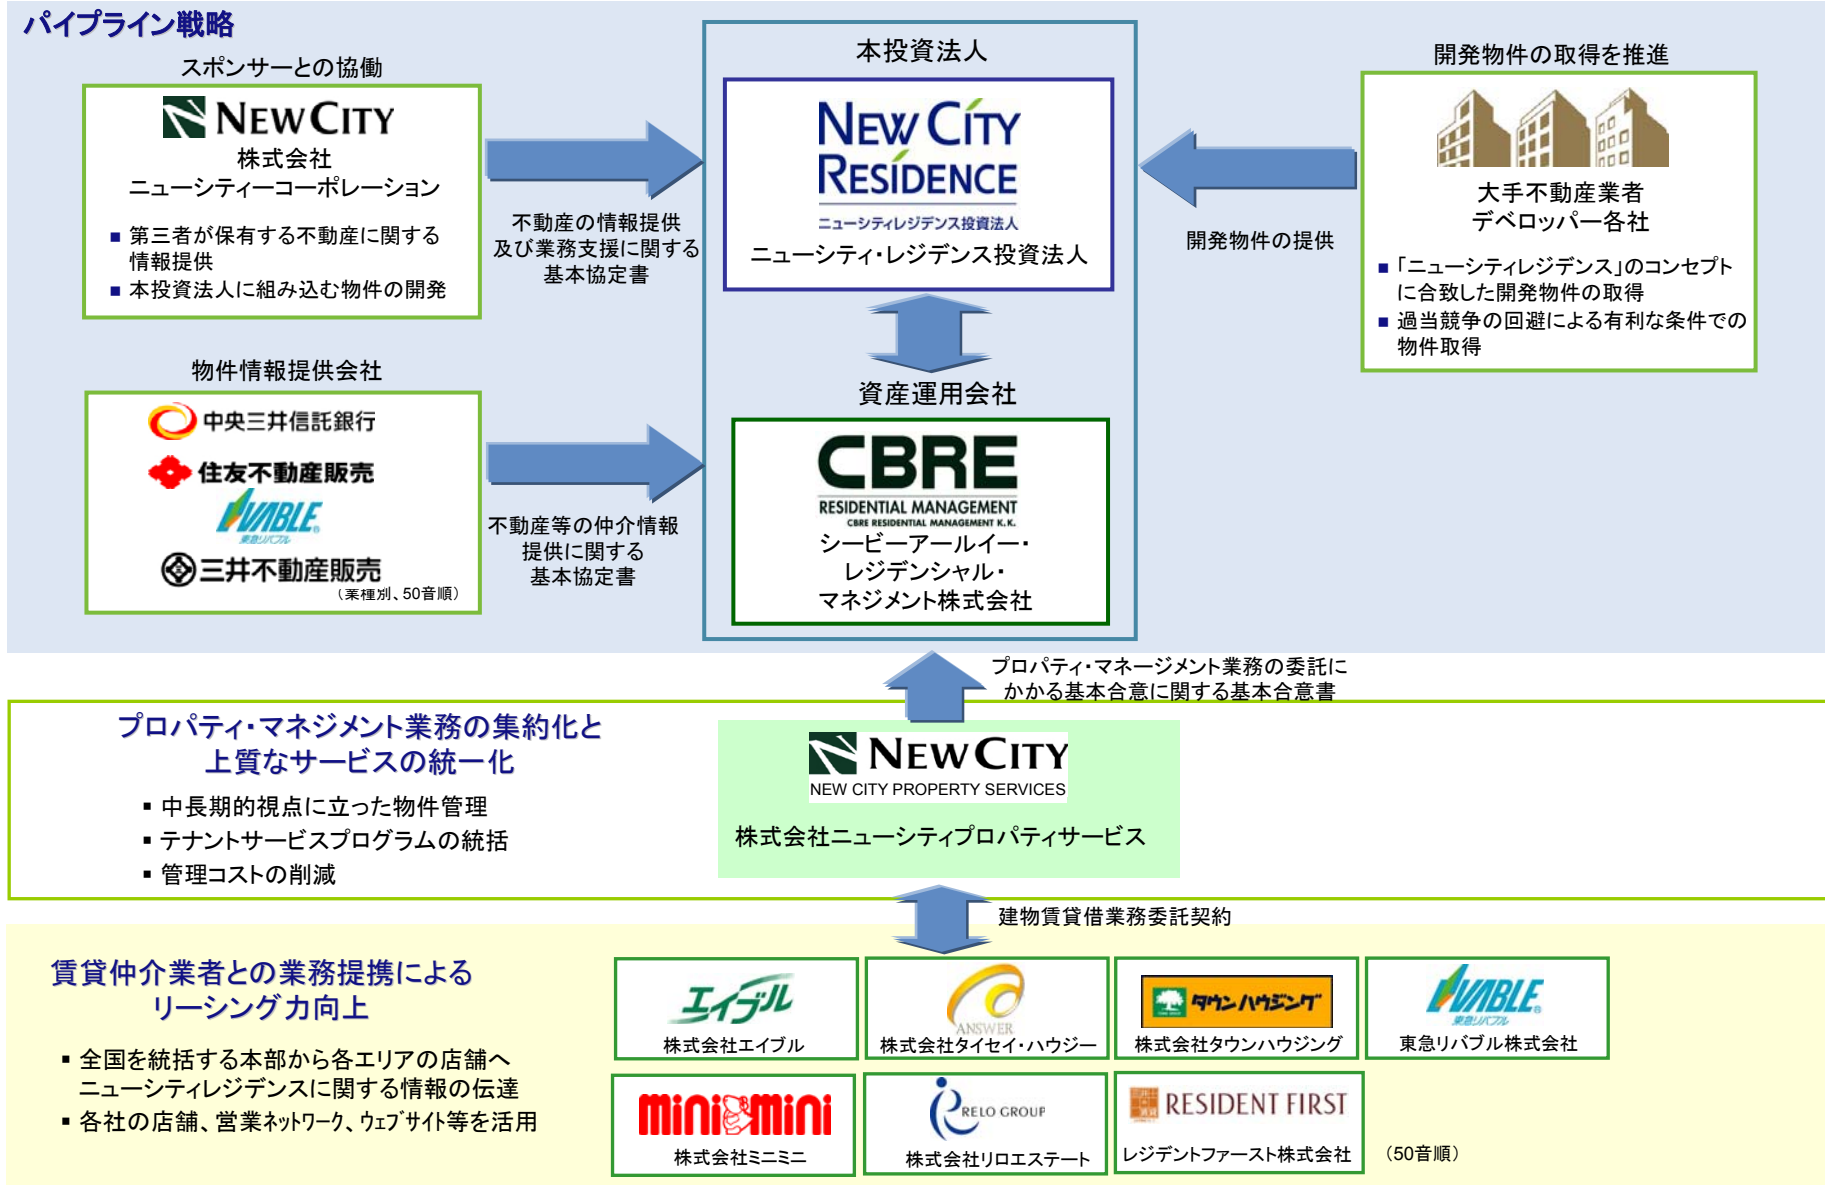 パイプライン戦略
スポンサーとの協働
NEW CITY
株式会社
ニューシティーコーポレーション
■ 第三者が保有する不動産に関する
情報提供
■ 本投資法人に組み込む物件の開発
不動産の情報提供
及び業務支援に関する
基本協定書
物件情報提供会社
中央三井信託銀行
住友不動産販売
LIVABLE
東急リバブル
三井不動産販売
（業種別、50音順）
不動産等の仲介情報
提供に関する
基本協定書
本投資法人
NEW CITY
RESIDENCE
ニューシティレジデンス投資法人
ニューシティ・レジデンス投資法人
資産運用会社
CBRE
RESIDENTIAL MANAGEMENT
CBRE RESIDENTIAL MANAGEMENT K.K.
シービーアールイー・
レジデンシャル・
マネジメント株式会社
開発物件の取得を推進
大手不動産業者
デベロッパー各社
■ 「ニューシティレジデンス」のコンセプト
に合致した開発物件の取得
■ 過当競争の回避による有利な条件での
物件取得
開発物件の提供
プロパティ・マネージメント業務の委託に
かかる基本合意に関する基本合意書
プロパティ・マネジメント業務の集約化と
上質なサービスの統一化
▪ 中長期的視点に立った物件管理
▪ テナントサービスプログラムの統括
▪ 管理コストの削減
NEW CITY
NEW CITY PROPERTY SERVICES
株式会社ニューシティプロパティサービス
建物賃貸借業務委託契約
賃貸仲介業者との業務提携による
リーシング力向上
▪ 全国を統括する本部から各エリアの店舗へ
ニューシティレジデンスに関する情報の伝達
▪ 各社の店舗、営業ﾈｯﾄﾜｰｸ、ｳｪﾌﾞｻｲﾄ等を活用
エイブル
株式会社エイブル
ANSWER
株式会社タイセイ・ハウジー
タウンハウジング
株式会社タウンハウジング
LIVABLE
東急リバブル
東急リバブル株式会社
mini mini
株式会社ミニミニ
RELO GROUP
株式会社リロエステート
RESIDENT FIRST
レジデントファースト株式会社
（50音順）